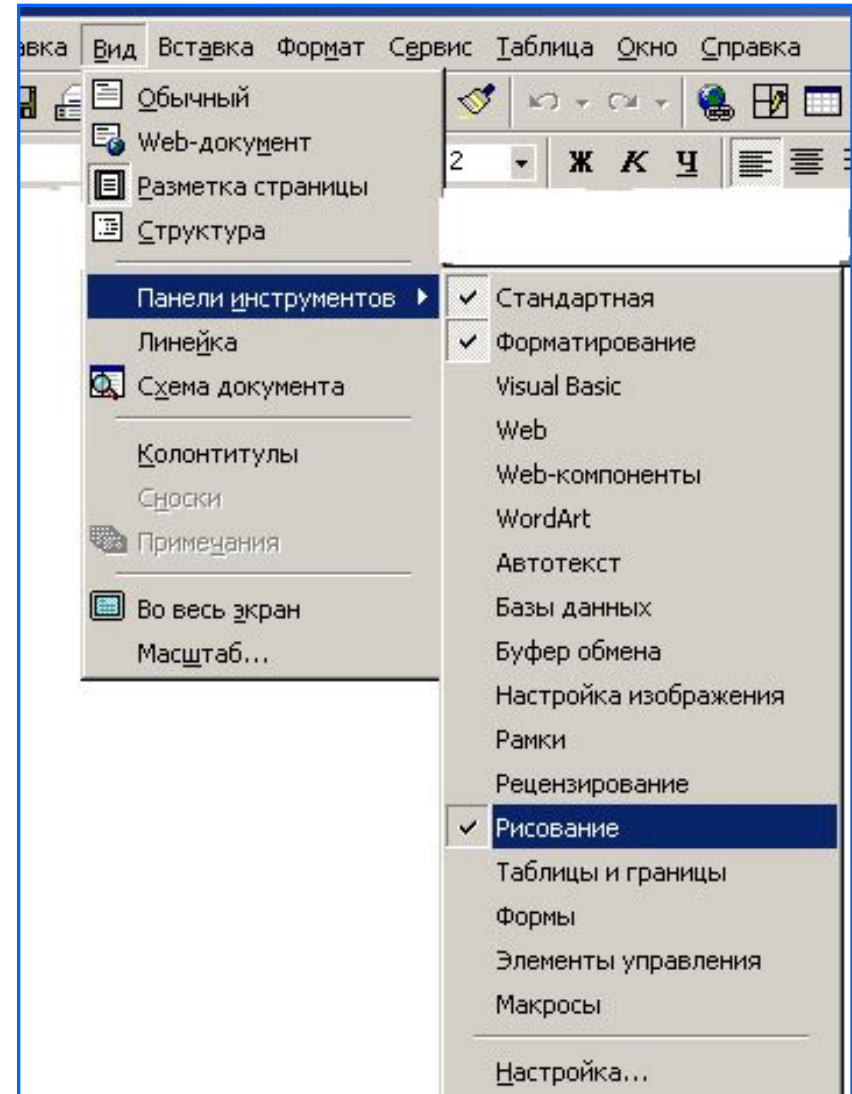 авка Вид Вставка Формат Сервис Таблица Окно Справка
Обычный
Web-документ
2 Ж К Ч
Разметка страницы
Структура
Панели инструментов
Стандартная
Линейка
Форматирование
Схема документа
Visual Basic
Web
Колонтитулы
Web-компоненты
Сноски
WordArt
Примечания
Автотекст
Во весь экран
Базы данных
Масштаб...
Буфер обмена
Настройка изображения
Рамки
Рецензирование
Рисование
Таблицы и границы
Формы
Элементы управления
Макросы
Настройка...